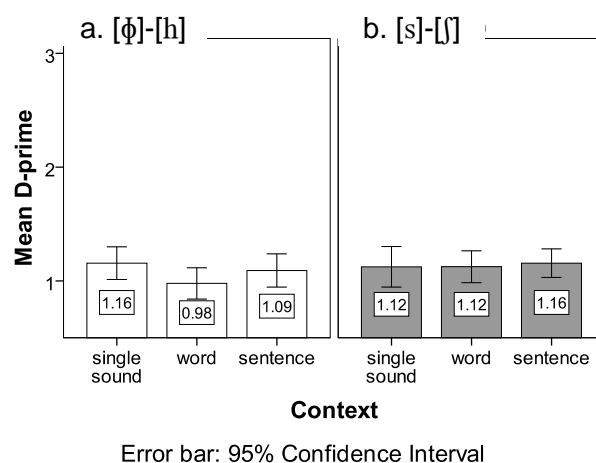 a. [ɸ]-[h]
b. [s]-[ʃ]
Mean D-prime
3
2
1
1.16
0.98
1.09
1.12
1.12
1.16
single sound
word
sentence
single sound
word
sentence
Context
Error bar: 95% Confidence Interval